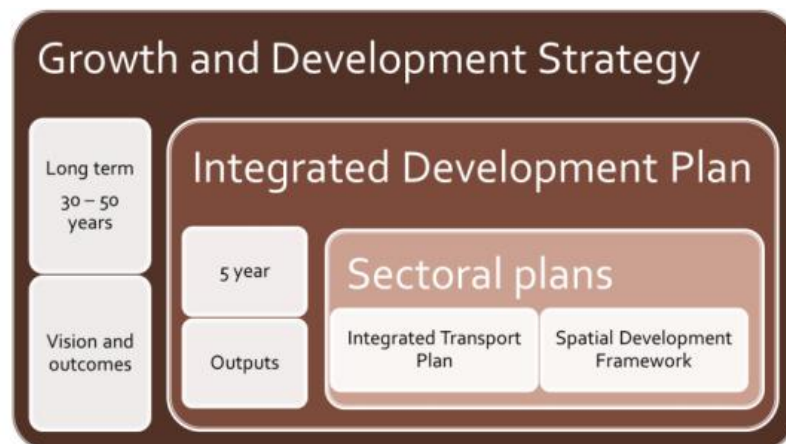 Growth and Development Strategy
Long term
30 – 50
years
Vision and
outcomes
Integrated Development Plan
5 year
Outputs
Sectoral plans
Integrated Transport
Plan
Spatial Development
Framework